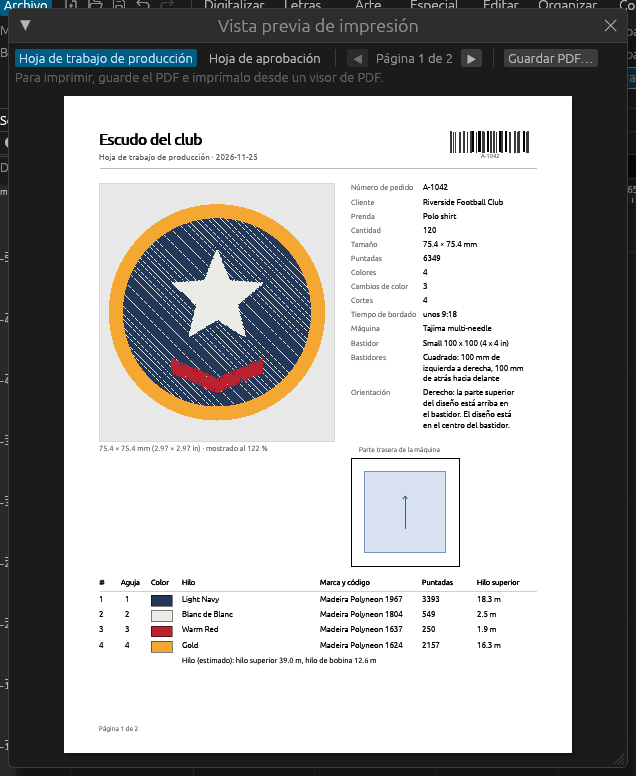 Archivo Digitalizar Letras Arte Especial Editar Organizar Co
Vista previa de impresión
Hoja de trabajo de producción Hoja de aprobación Página 1 de 2 Guardar PDF...
Para imprimir, guarde el PDF e imprímalo desde un visor de PDF.
Escudo del club
A-1042
Hoja de trabajo de producción · 2026-11-25
Número de pedido A-1042
Cliente Riverside Football Club
Prenda Polo shirt
Cantidad 120
Tamaño 75.4 × 75.4 mm
Puntadas 6349
Colores 4
Cambios de color 3
Cortes 4
Tiempo de bordado unos 9:18
Máquina Tajima multi-needle
Bastidor Small 100 x 100 (4 x 4 in)
Bastidores Cuadrado: 100 mm de
izquierda a derecha, 100 mm
de atrás hacia delante
Orientación Derecho: la parte superior
del diseño está arriba en
el bastidor. El diseño está
en el centro del bastidor.
75.4 × 75.4 mm (2.97 × 2.97 in) · mostrado al 122 %
Parte trasera de la máquina
# Aguja Color Hilo Marca y código Puntadas Hilo superior
1 1 Light Navy Madeira Polyneon 1967 3393 18.3 m
2 2 Blanc de Blanc Madeira Polyneon 1804 549 2.5 m
3 3 Warm Red Madeira Polyneon 1637 250 1.9 m
4 4 Gold Madeira Polyneon 1624 2157 16.3 m
Hilo (estimado): hilo superior 39.0 m, hilo de bobina 12.6 m
Página 1 de 2